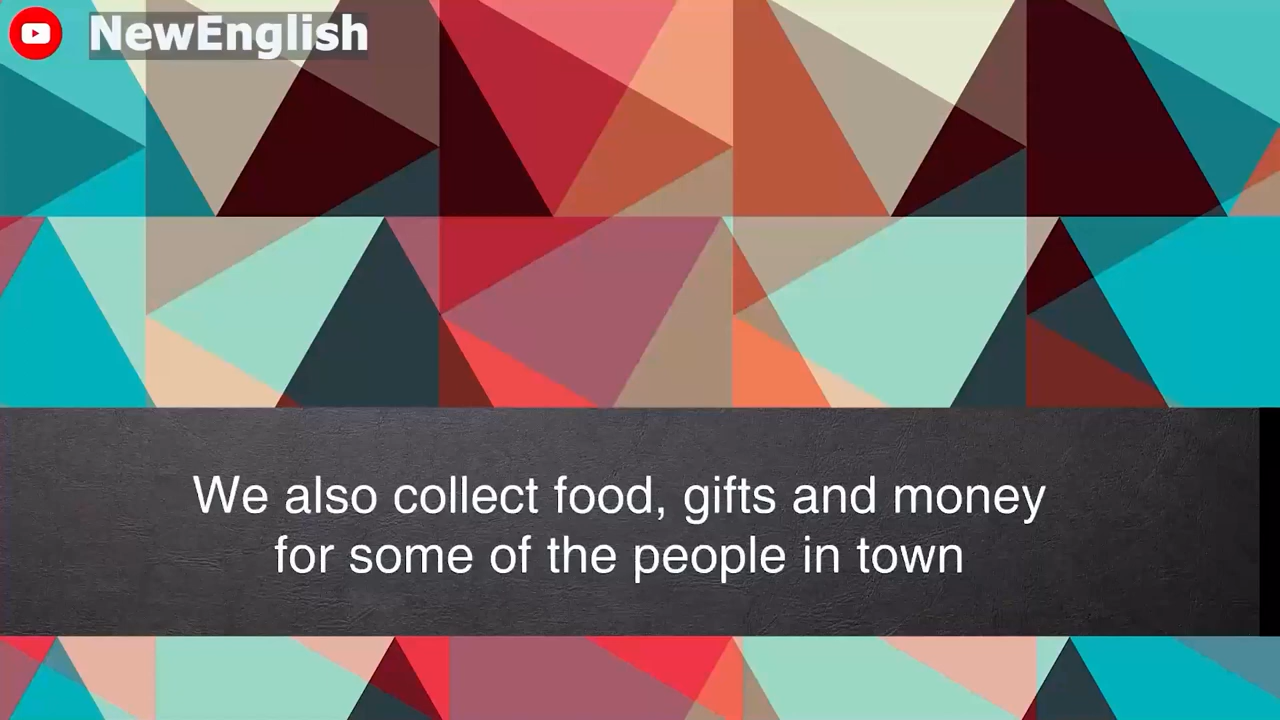 NewEnglish
We also collect food, gifts and money
for some of the people in town